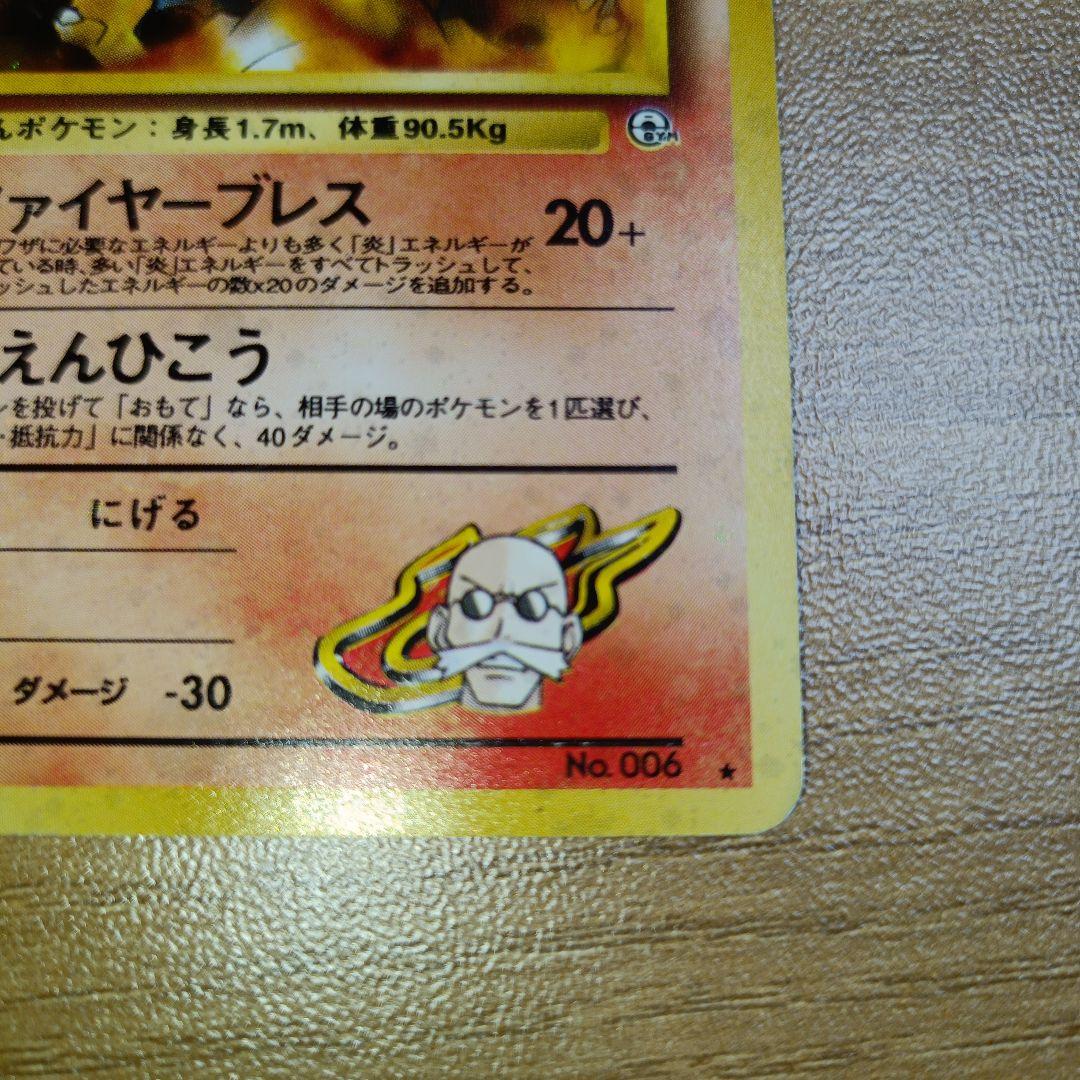 んポケモン：身長1.7m、体重90.5Kg
GYM
ァイヤーブレス
20+
ワザに必要なエネルギーよりも多く「炎」エネルギーが
ている時、多い「炎」エネルギーをすべてトラッシュして、
ッシュしたエネルギーの数x20のダメージを追加する。
えんひこう
ンを投げて「おもて」なら、相手の場のポケモンを1匹選び、
・抵抗力」に関係なく、40ダメージ。
にげる
ダメージ -30
No. 006 ★